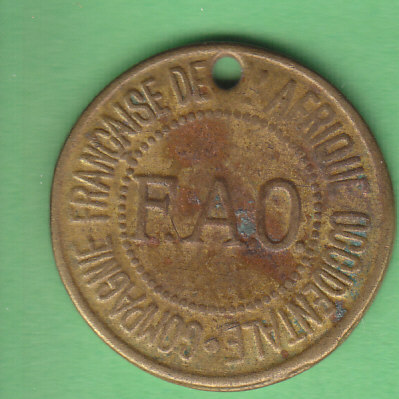 COMPAGNIE FRANÇAISE DE L'AFRIQUE OCCIDENTALE •
F.A.O.